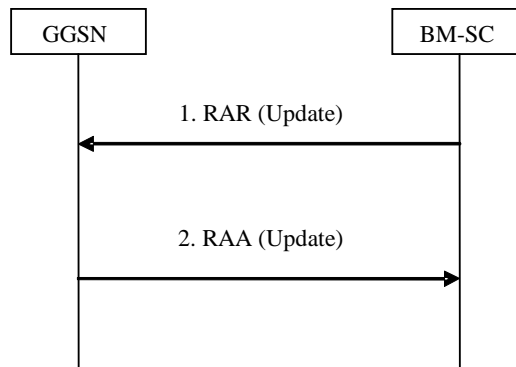 GGSN
BM-SC
1. RAR (Update)
2. RAA (Update)